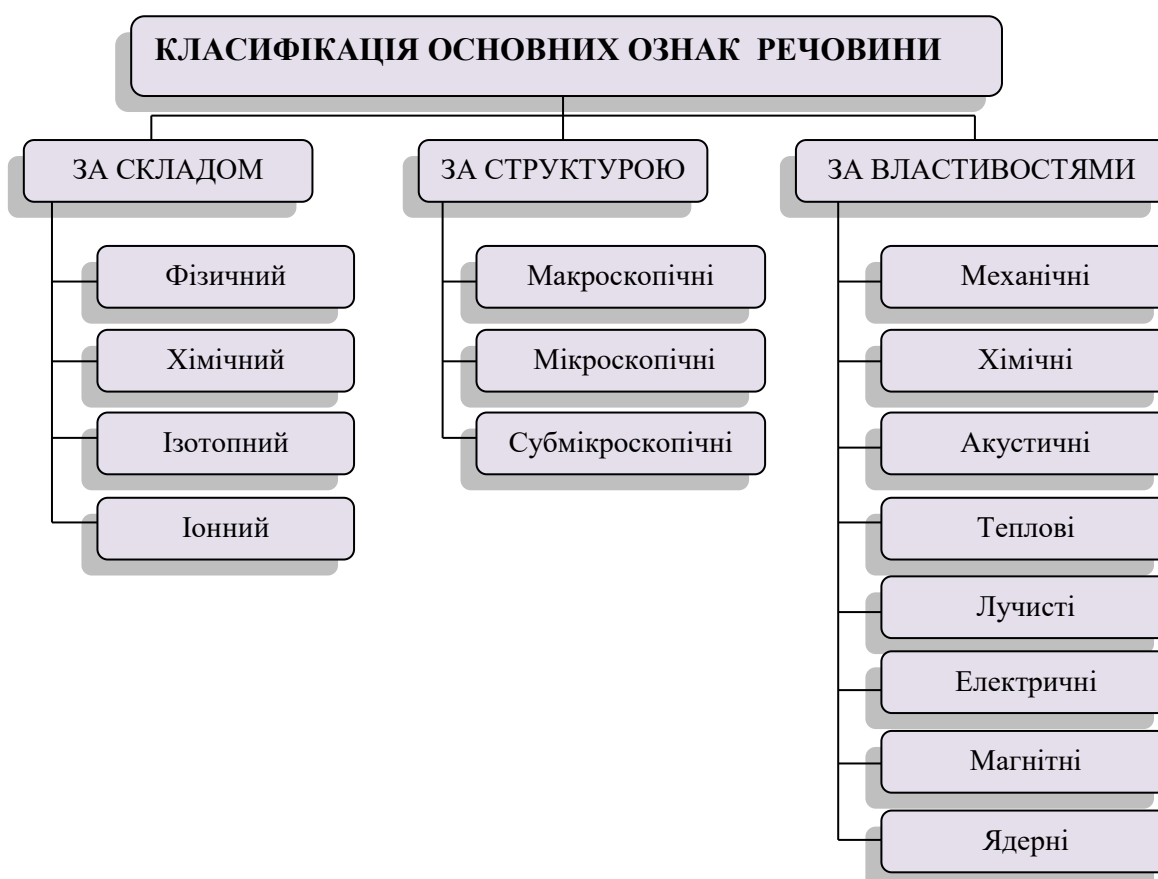 КЛАСИФІКАЦІЯ ОСНОВНИХ ОЗНАК РЕЧОВИНИ
ЗА СКЛАДОМ
Фізичний
Хімічний
Ізотопний
Іонний
ЗА СТРУКТУРОЮ
Макроскопічні
Мікроскопічні
Субмікроскопічні
ЗА ВЛАСТИВОСТЯМИ
Механічні
Хімічні
Акустичні
Теплові
Лучисті
Електричні
Магнітні
Ядерні